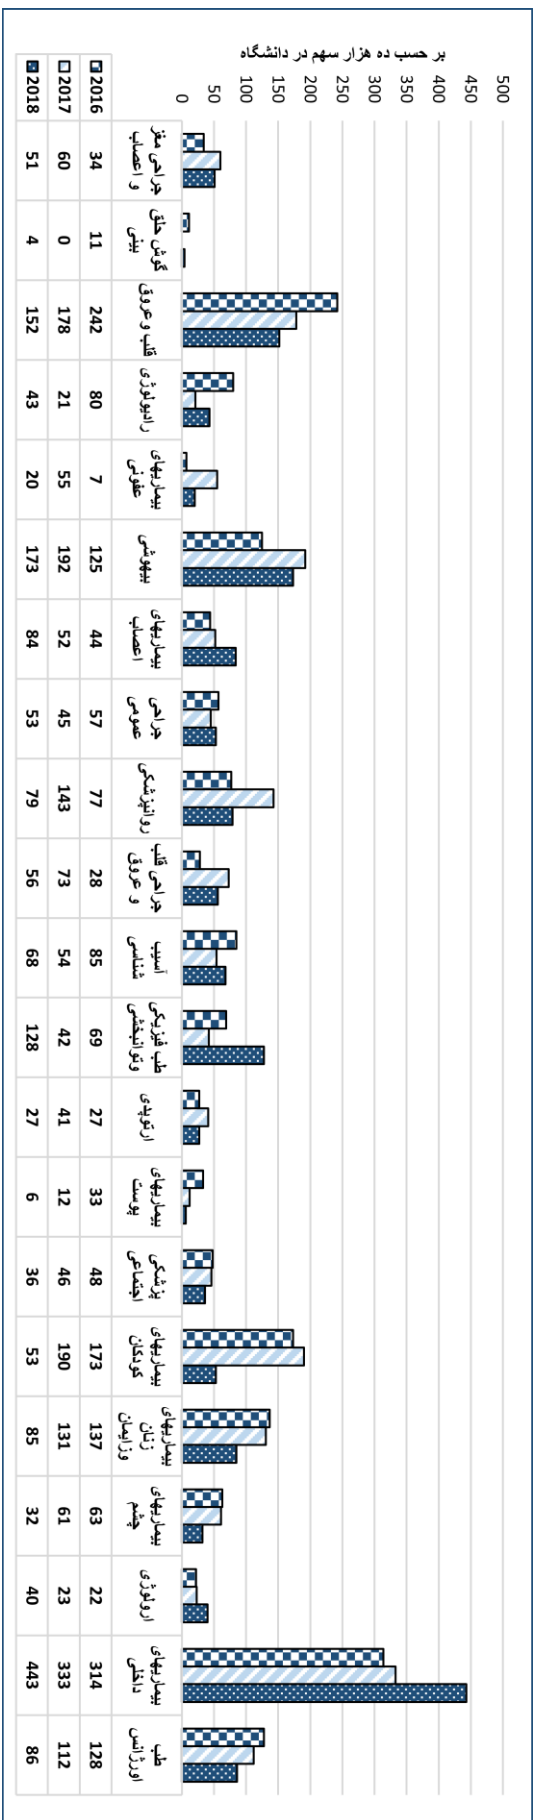 بر حسب ده هزار سهم در دانشگاه
500
450
400
350
300
250
200
150
100
50
0
جراحی مغز
و اعصاب
گوش حلق
بینی
قلب و عروق
رادیولوژی
بیماریهای
عفونی
بیهوشی
بیماریهای
اعصاب
جراحی
عمومی
روانپزشکی
جراحی قلب
و عروق
آسیب
شناسی
طب فیزیکی
وتوانبخشی
ارتوپدی
بیماریهای
پوست
پزشکی
اجتماعی
بیماریهای
کودکان
بیماریهای
زنان
وزایمان
بیماریهای
چشم
ارولوژی
بیماریهای
داخلی
طب
اورژانس
2016 34 11 242 80 7 125 44 57 77 28 85 69 27 33 48 173 137 63 22 314 128
2017 60 0 178 21 55 192 52 45 143 73 54 42 41 12 46 190 131 61 23 333 112
2018 51 4 152 43 20 173 84 53 79 56 68 128 27 6 36 53 85 32 40 443 86